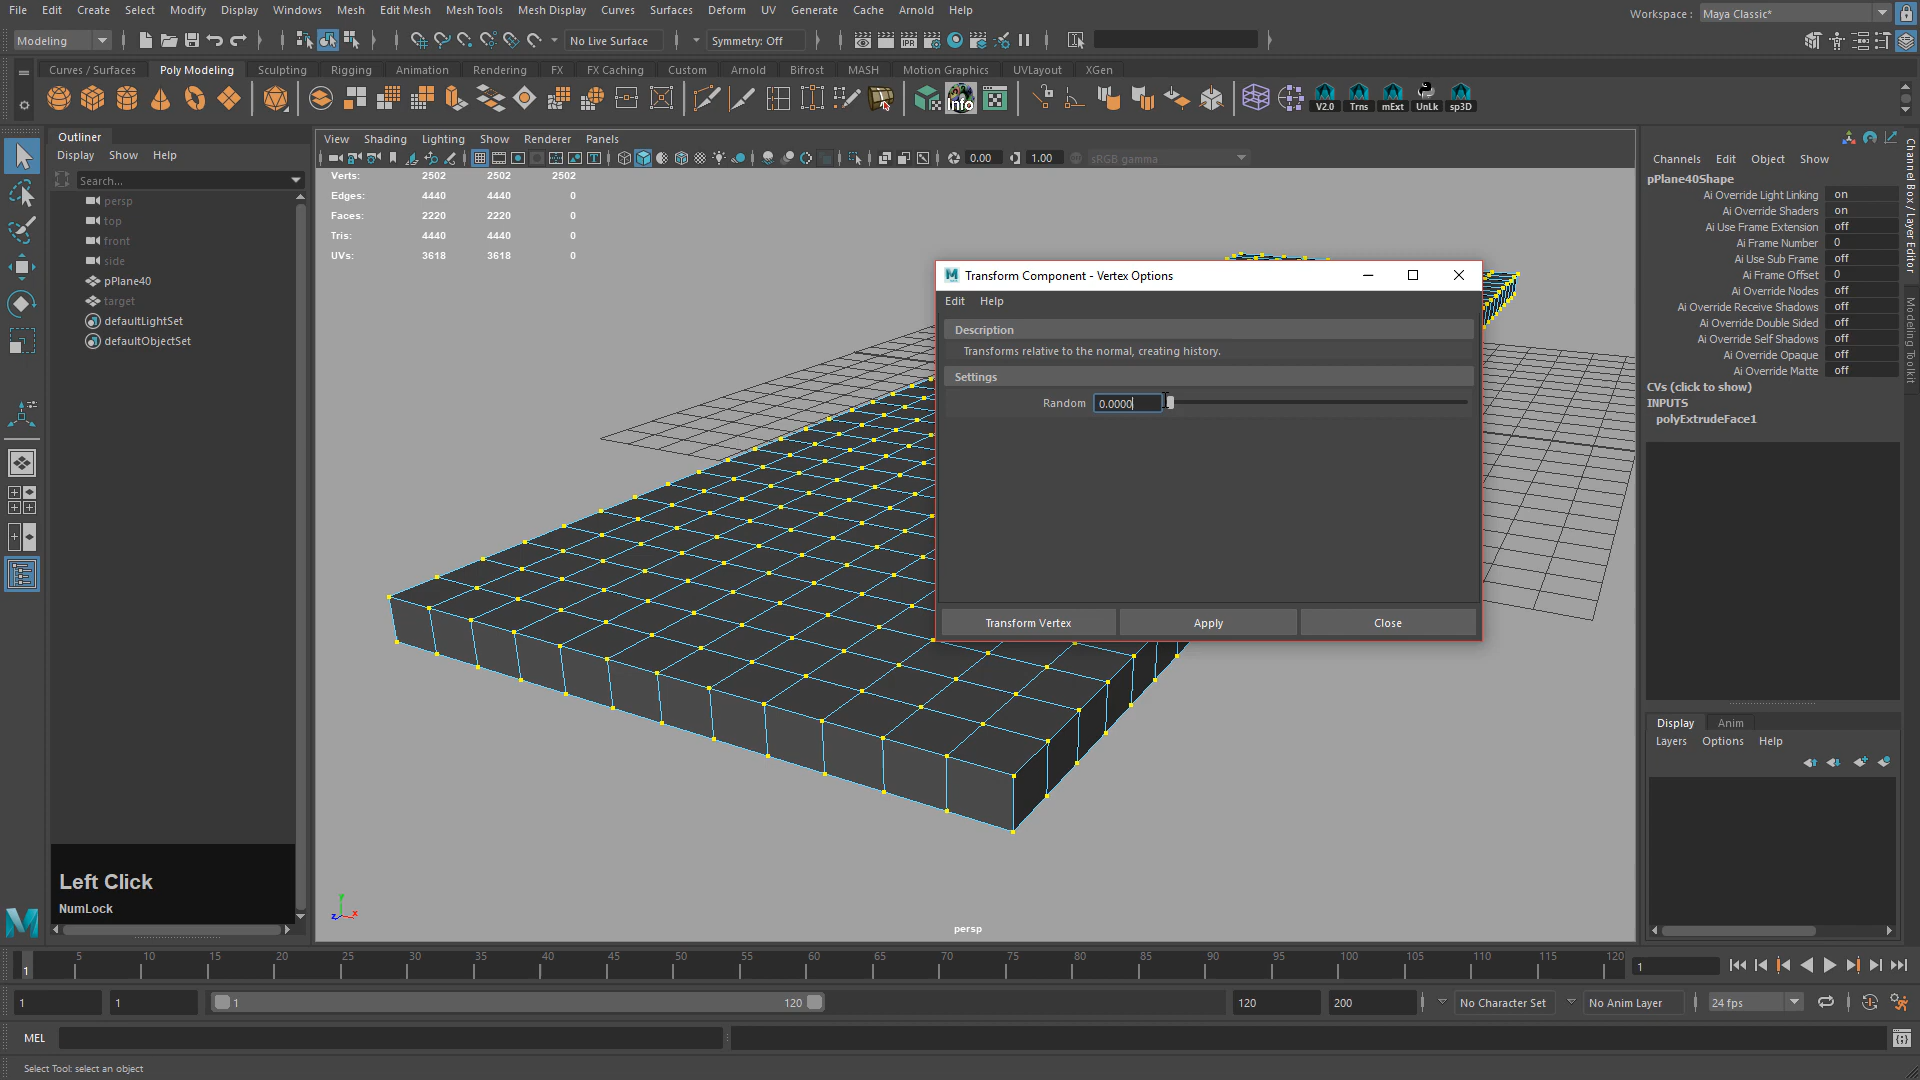 File Edit Create Select Modify Display Windows Mesh Edit Mesh Mesh Tools Mesh Display Curves Surfaces Deform UV Generate Cache Arnold Help
Workspace : Maya Classic*
Modeling
No Live Surface
Symmetry: Off
Curves / Surfaces Poly Modeling Sculpting Rigging Animation Rendering FX FX Caching Custom Arnold Bifrost MASH Motion Graphics UVLayout XGen
Info
V2.0 Trns mExt UnLk sp3D
Outliner
Display Show Help
Search...
persp
top
front
side
pPlane40
target
defaultLightSet
defaultObjectSet
Left Click
NumLock
View Shading Lighting Show Renderer Panels
0.00 1.00 sRGB gamma
Verts: 2502 2502 2502
Edges: 4440 4440 0
Faces: 2220 2220 0
Tris: 4440 4440 0
UVs: 3618 3618 0
M Transform Component - Vertex Options
Edit Help
Description
Transforms relative to the normal, creating history.
Settings
Random 0.0000
Transform Vertex Apply Close
y
z x
persp
Channels Edit Object Show
pPlane40Shape
Ai Override Light Linking on
Ai Override Shaders on
Ai Use Frame Extension off
Ai Frame Number 0
Ai Use Sub Frame off
Ai Frame Offset 0
Ai Override Nodes off
Ai Override Receive Shadows off
Ai Override Double Sided off
Ai Override Self Shadows off
Ai Override Opaque off
Ai Override Matte off
CVs (click to show)
INPUTS
polyExtrudeFace1
Channel Box / Layer Editor
Modeling Toolkit
Display Anim
Layers Options Help
M
5 10 15 20 25 30 35 40 45 50 55 60 65 70 75 80 85 90 95 100 105 110 115 120
1
1
1 1 1 120 120 200 No Character Set No Anim Layer 24 fps
MEL
Select Tool: select an object